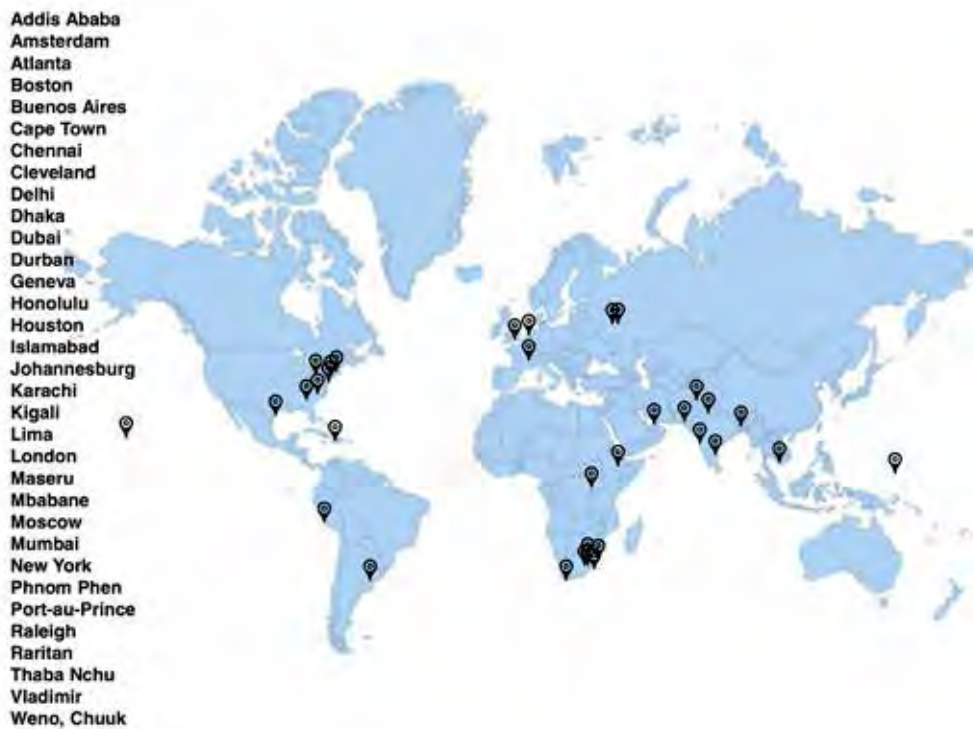 Addis Ababa
Amsterdam
Atlanta
Boston
Buenos Aires
Cape Town
Chennai
Cleveland
Delhi
Dhaka
Dubai
Durban
Geneva
Honolulu
Houston
Islamabad
Johannesburg
Karachi
Kigali
Lima
London
Maseru
Mbabane
Moscow
Mumbai
New York
Phnom Phen
Port-au-Prince
Raleigh
Raritan
Thaba Nchu
Vladimir
Weno, Chuuk